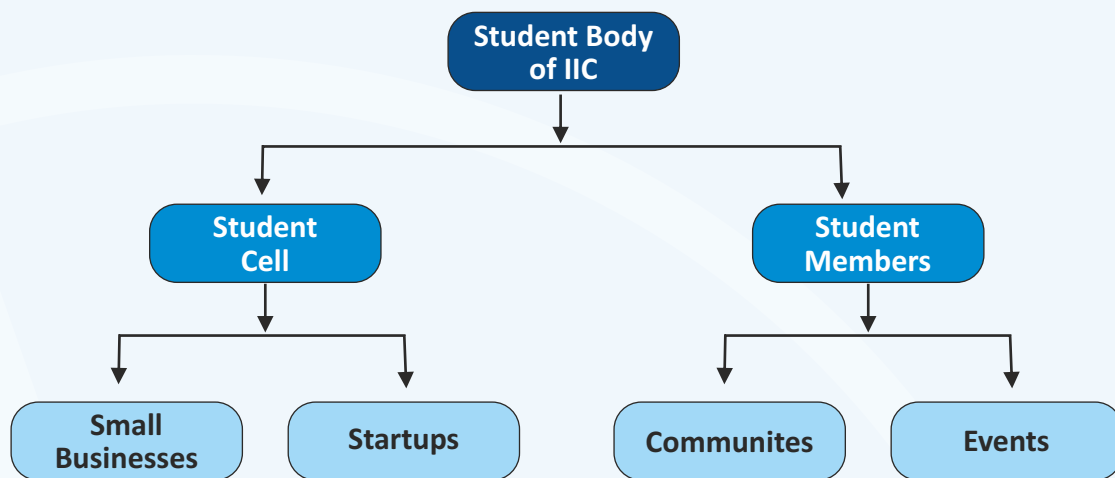 Student Body
of IIC
Student
Cell
Student
Members
Small
Businesses
Startups
Communites
Events